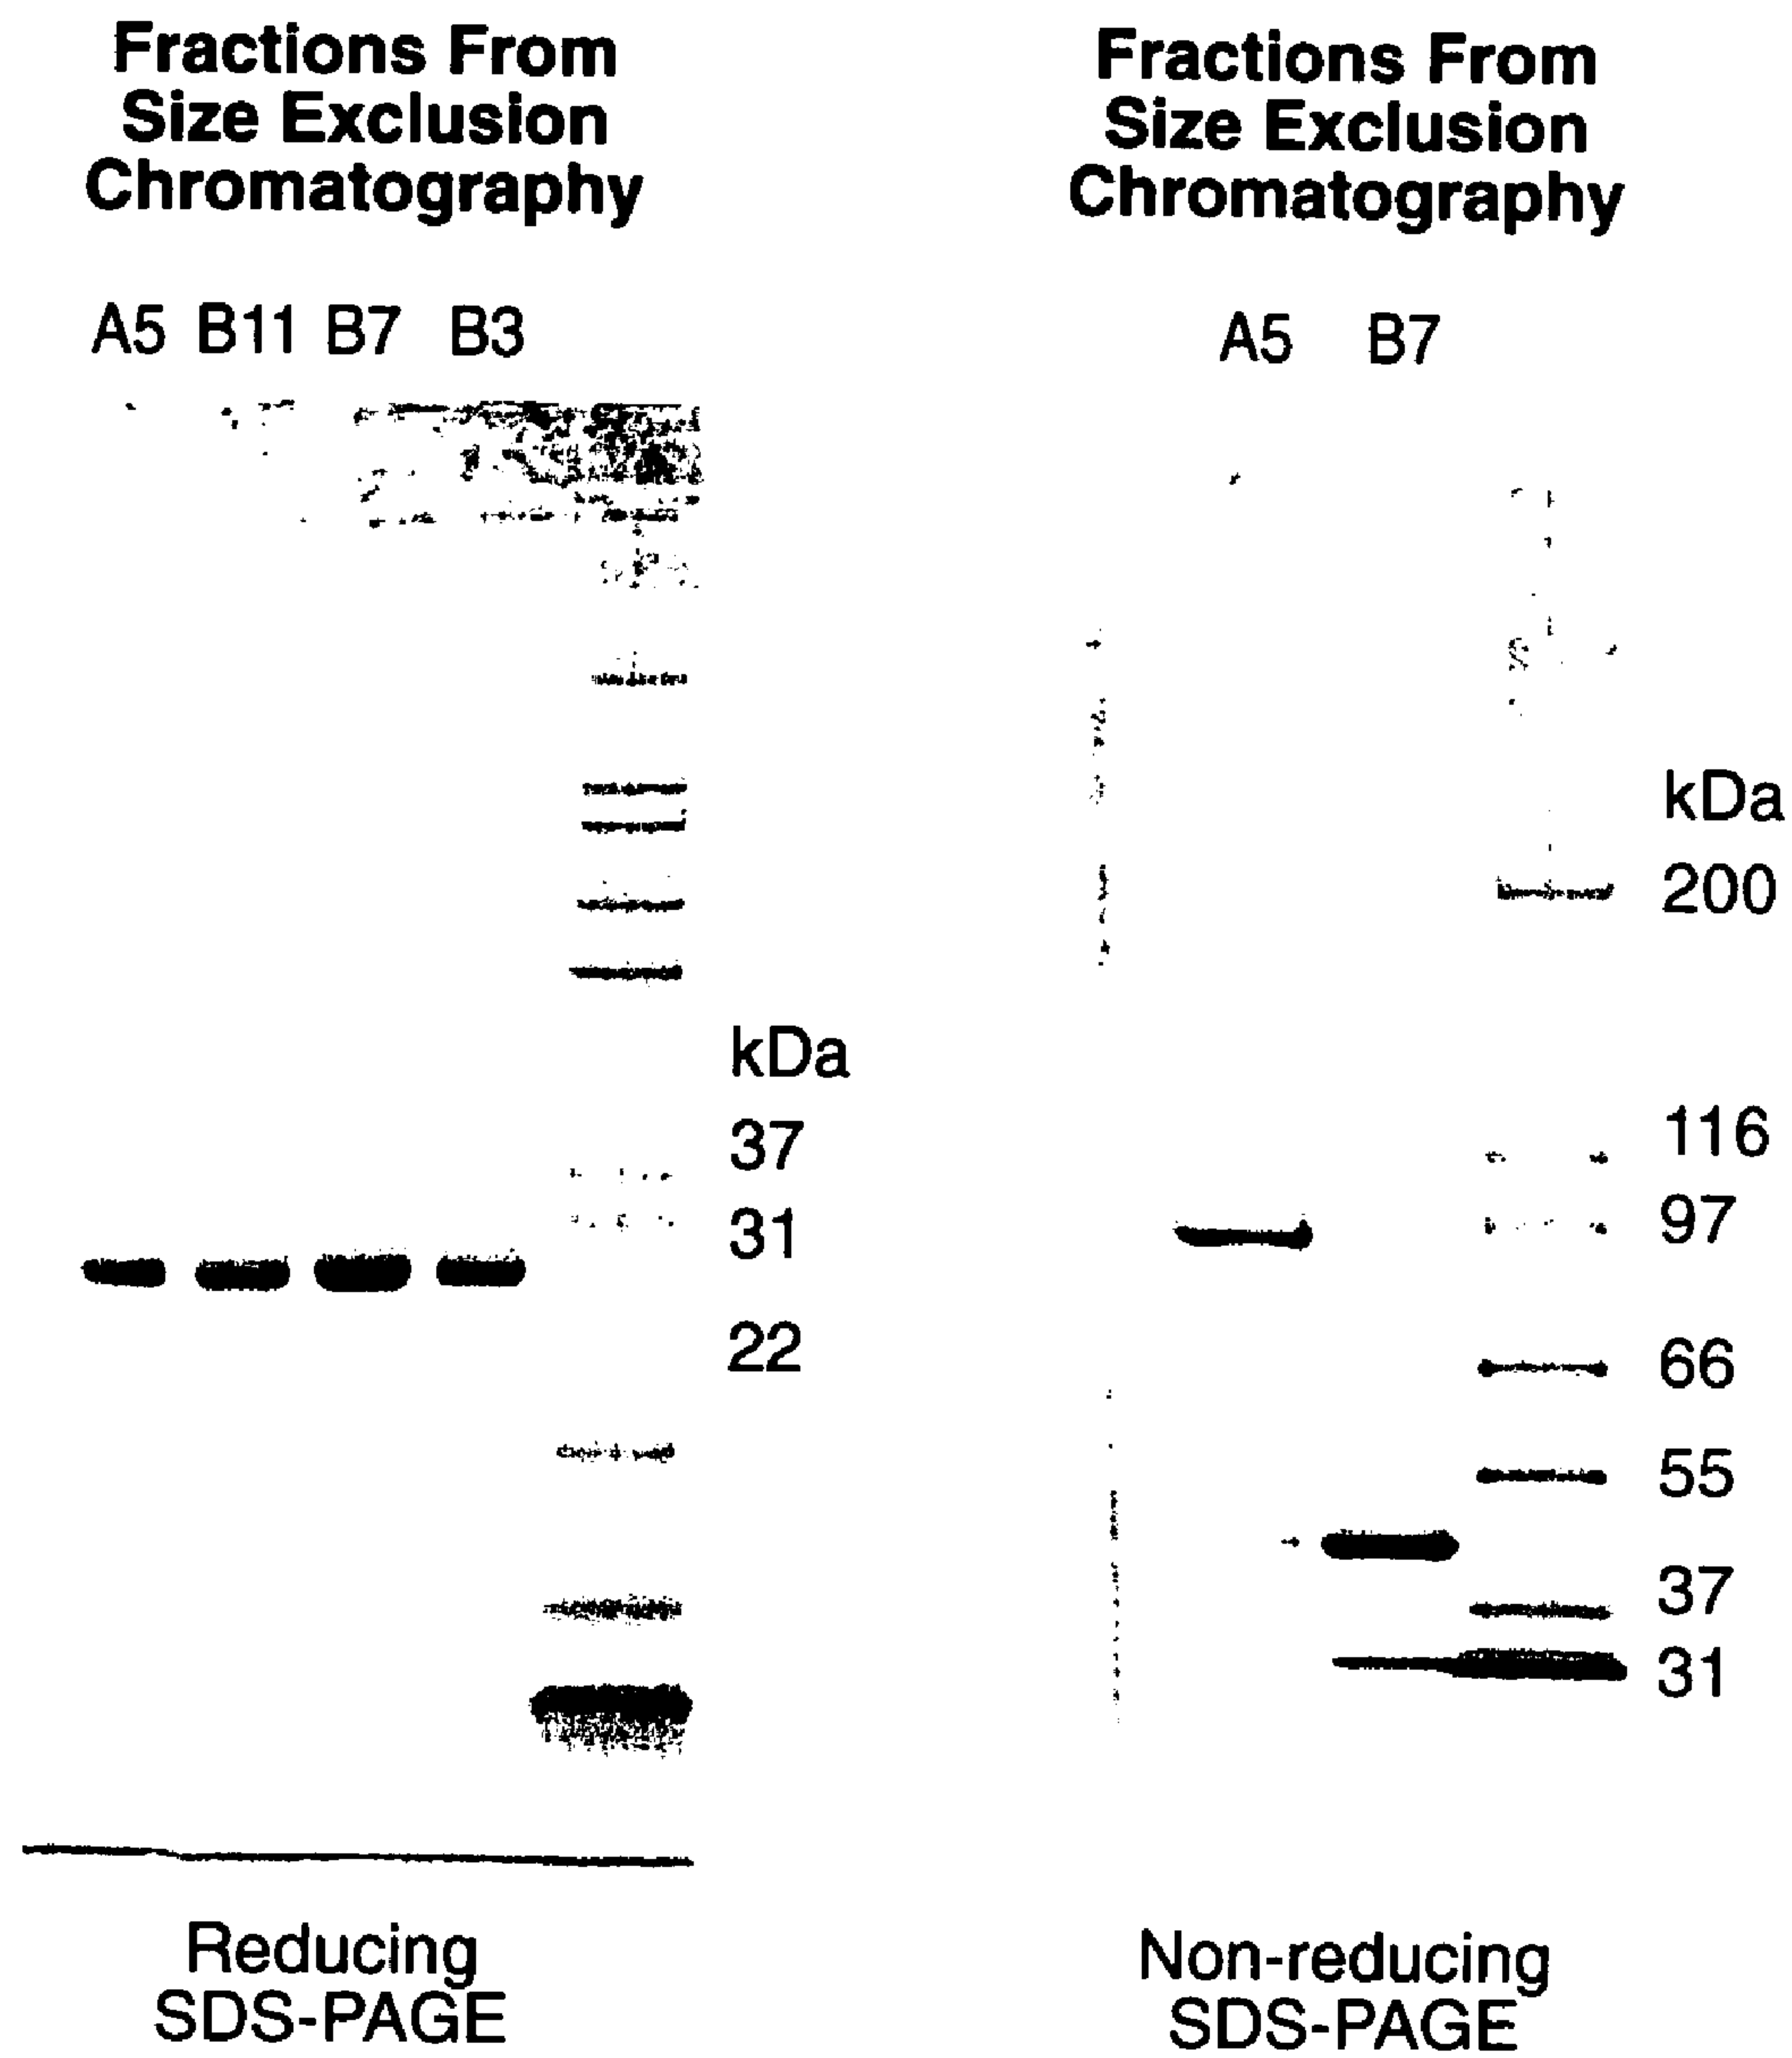 Fractions From
Size Exclusion
Chromatography
A5 B11 B7 B3
kDa
37
31
22
Reducing
SDS-PAGE
Fractions From
Size Exclusion
Chromatography
A5 B7
kDa
200
116
97
66
55
37
31
Non-reducing
SDS-PAGE